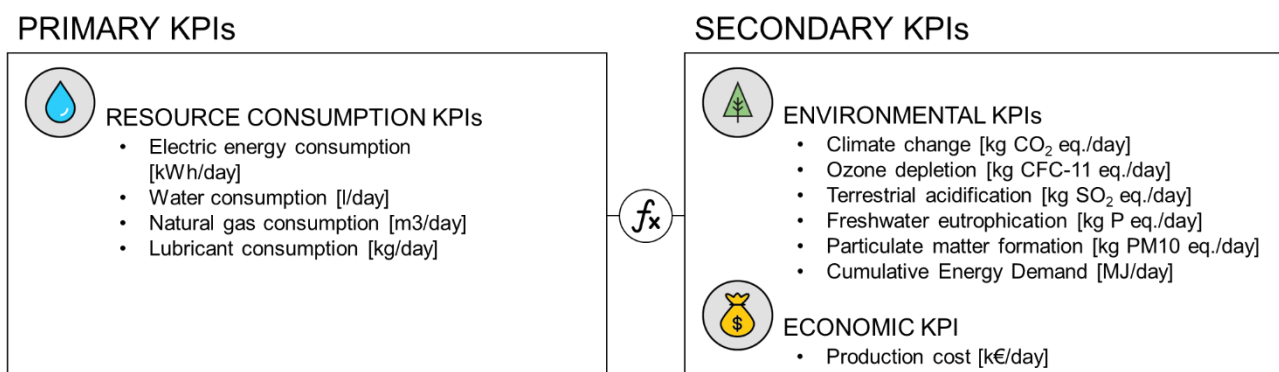 PRIMARY KPIs
RESOURCE CONSUMPTION KPIs
• Electric energy consumption
[kWh/day]
• Water consumption [l/day]
• Natural gas consumption [m3/day]
• Lubricant consumption [kg/day]
fx
SECONDARY KPIs
ENVIRONMENTAL KPIs
• Climate change [kg CO₂ eq./day]
• Ozone depletion [kg CFC-11 eq./day]
• Terrestrial acidification [kg SO₂ eq./day]
• Freshwater eutrophication [kg P eq./day]
• Particulate matter formation [kg PM10 eq./day]
• Cumulative Energy Demand [MJ/day]
$
ECONOMIC KPI
• Production cost [k€/day]